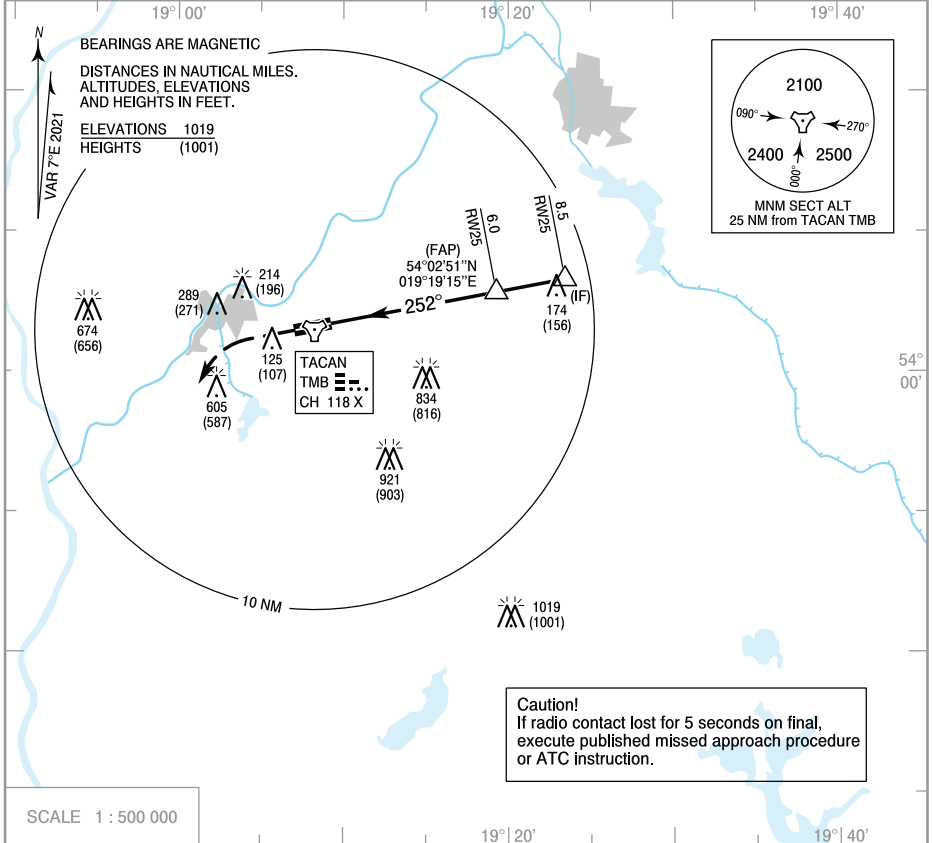 19° 00'
19° 20'
19° 40'
N
VAR 7°E 2021
BEARINGS ARE MAGNETIC
DISTANCES IN NAUTICAL MILES.
ALTITUDES, ELEVATIONS
AND HEIGHTS IN FEET.
ELEVATIONS 1019
HEIGHTS (1001)
2100
090°
270°
2400
2500
000°
MNM SECT ALT
25 NM from TACAN TMB
6.0
RW25
8.5
RW25
(FAP)
54°02'51"N
019°19'15"E
252°
(IF)
174
(156)
214
(196)
289
(271)
674
(656)
125
(107)
605
(587)
TACAN
TMB
CH 118 X
834
(816)
54°
00'
921
(903)
10 NM
1019
(1001)
Caution!
If radio contact lost for 5 seconds on final,
execute published missed approach procedure
or ATC instruction.
SCALE 1 : 500 000
19° 20'
19° 40'